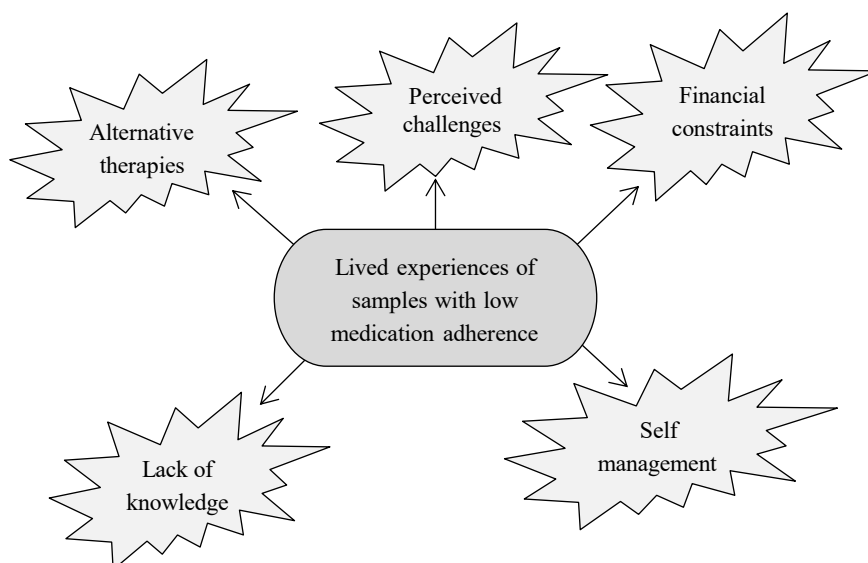 Alternative
therapies
Perceived
challenges
Financial
constraints
Lived experiences of
samples with low
medication adherence
Lack of
knowledge
Self
management